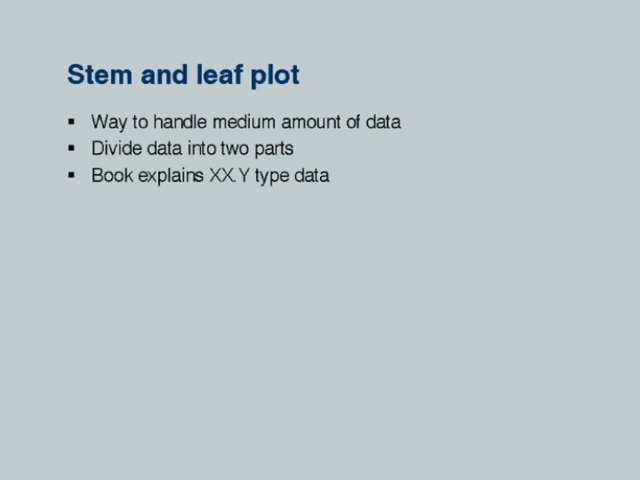 Stem and leaf plot
▪ Way to handle medium amount of data
▪ Divide data into two parts
▪ Book explains XX.Y type data